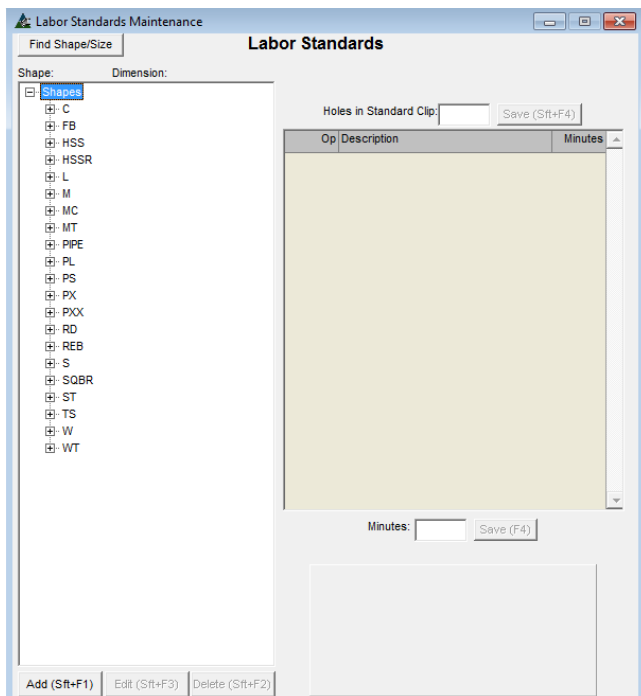 Labor Standards Maintenance
Find Shape/Size
Labor Standards
Shape: Dimension:
Shapes
C
FB
HSS
HSSR
L
M
MC
MT
PIPE
PL
PS
PX
PXX
RD
REB
S
SQBR
ST
TS
W
WT
Holes in Standard Clip: Save (Sft+F4)
Op Description Minutes
Minutes: Save (F4)
Add (Sft+F1) Edit (Sft+F3) Delete (Sft+F2)